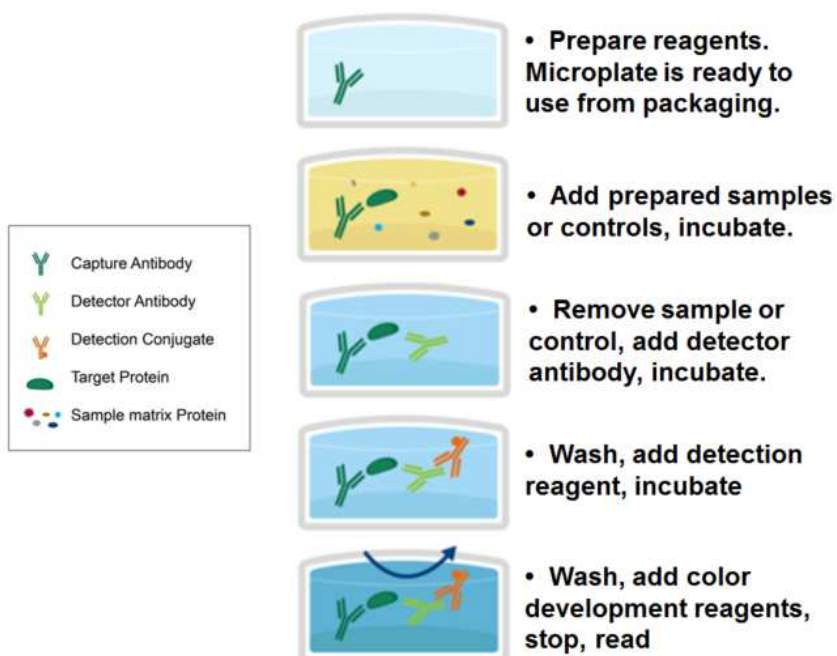 • Prepare reagents.
Microplate is ready to
use from packaging.
• Add prepared samples
or controls, incubate.
Capture Antibody
Detector Antibody
Detection Conjugate
Target Protein
Sample matrix Protein
• Remove sample or
control, add detector
antibody, incubate.
• Wash, add detection
reagent, incubate
• Wash, add color
development reagents,
stop, read